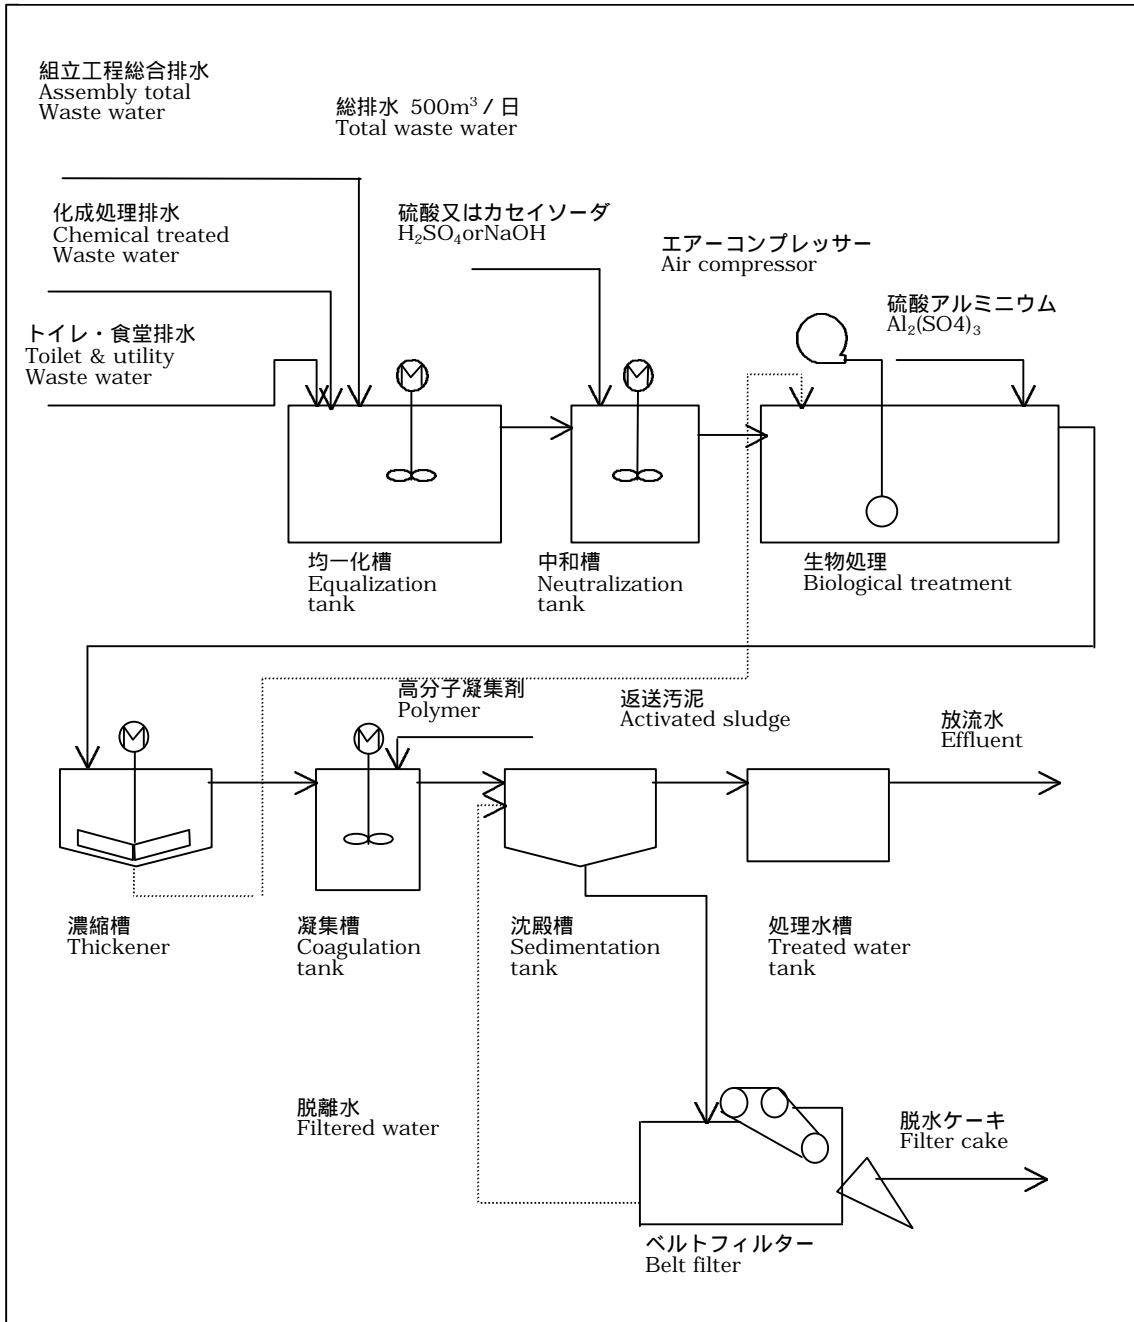 組立工程総合排水
Assembly total
Waste water
総排水 500m³ / 日
Total waste water
化成処理排水
Chemical treated
Waste water
硫酸又はカセイソーダ
H₂SO₄orNaOH
エアーコンプレッサー
Air compressor
硫酸アルミニウム
Al₂(SO4)₃
トイレ・食堂排水
Toilet & utility
Waste water
M
M
均一化槽
Equalization
tank
中和槽
Neutralization
tank
生物処理
Biological treatment
高分子凝集剤
Polymer
返送汚泥
Activated sludge
放流水
Effluent
M
M
濃縮槽
Thickener
凝集槽
Coagulation
tank
沈殿槽
Sedimentation
tank
処理水槽
Treated water
tank
脱離水
Filtered water
脱水ケーキ
Filter cake
ベルトフィルター
Belt filter